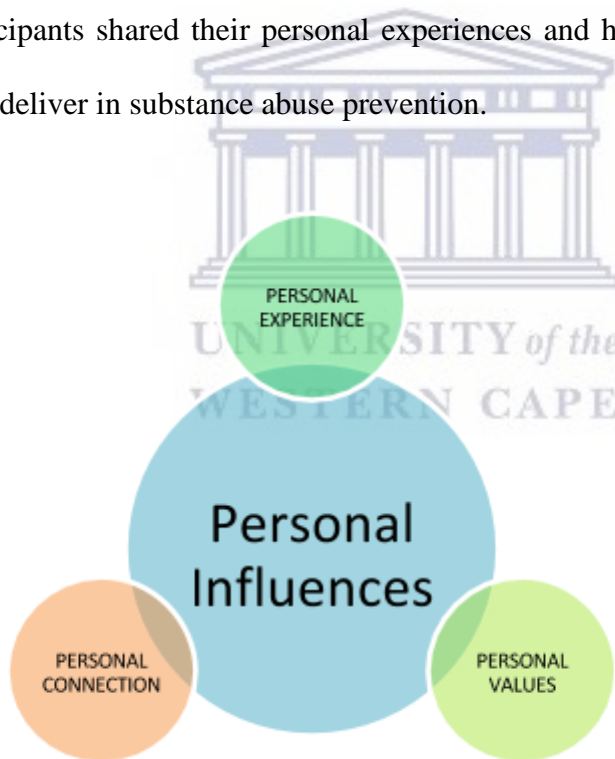 cipants shared their personal experiences and h
deliver in substance abuse prevention.
PERSONAL
EXPERIENCE
UNIVERSITY of the
WESTERN CAPE
Personal
Influences
PERSONAL
CONNECTION
PERSONAL
VALUES